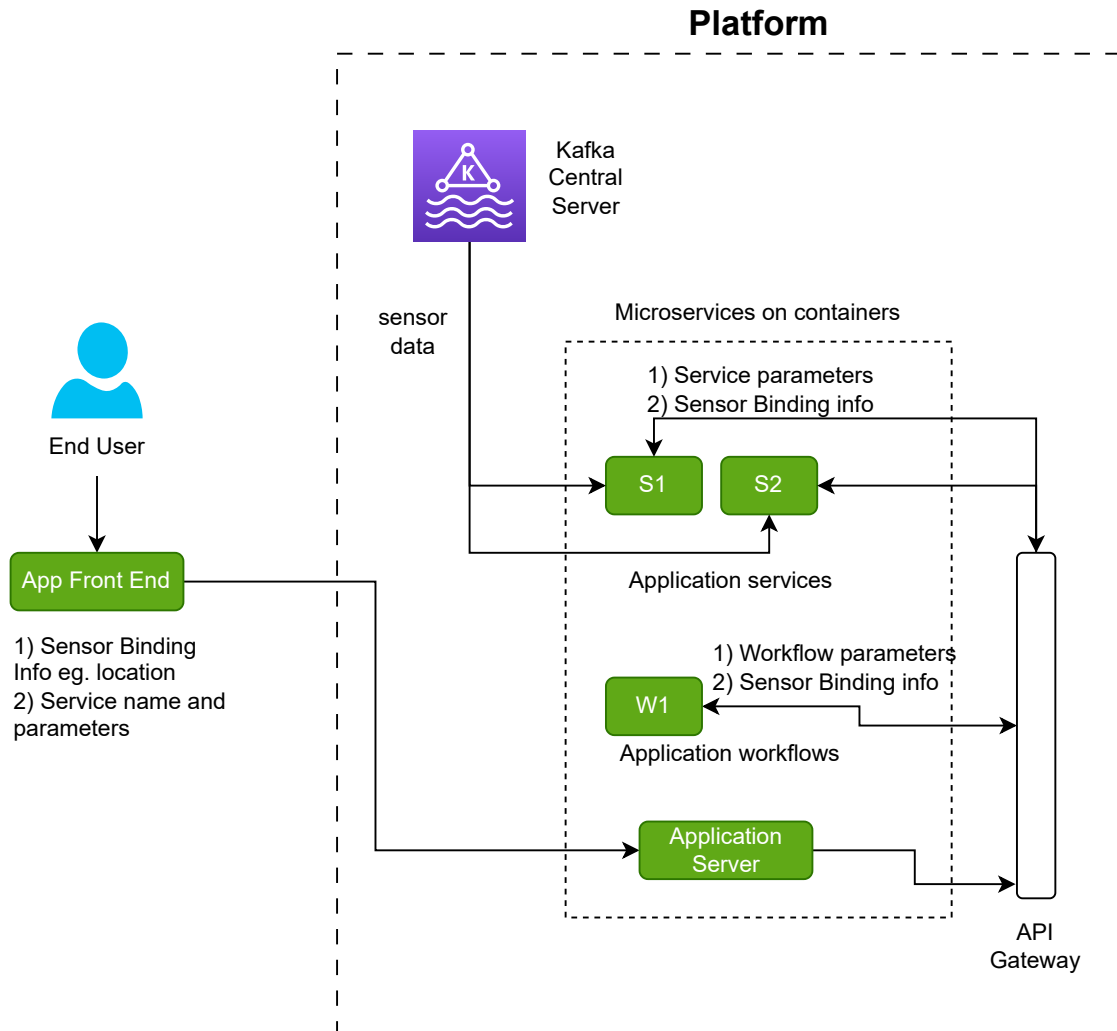 Platform
K
Kafka
Central
Server
sensor
data
Microservices on containers
1) Service parameters
2) Sensor Binding info
End User
S1
S2
App Front End
Application services
1) Sensor Binding
Info eg. location
2) Service name and
parameters
1) Workflow parameters
2) Sensor Binding info
W1
Application workflows
Application
Server
API
Gateway